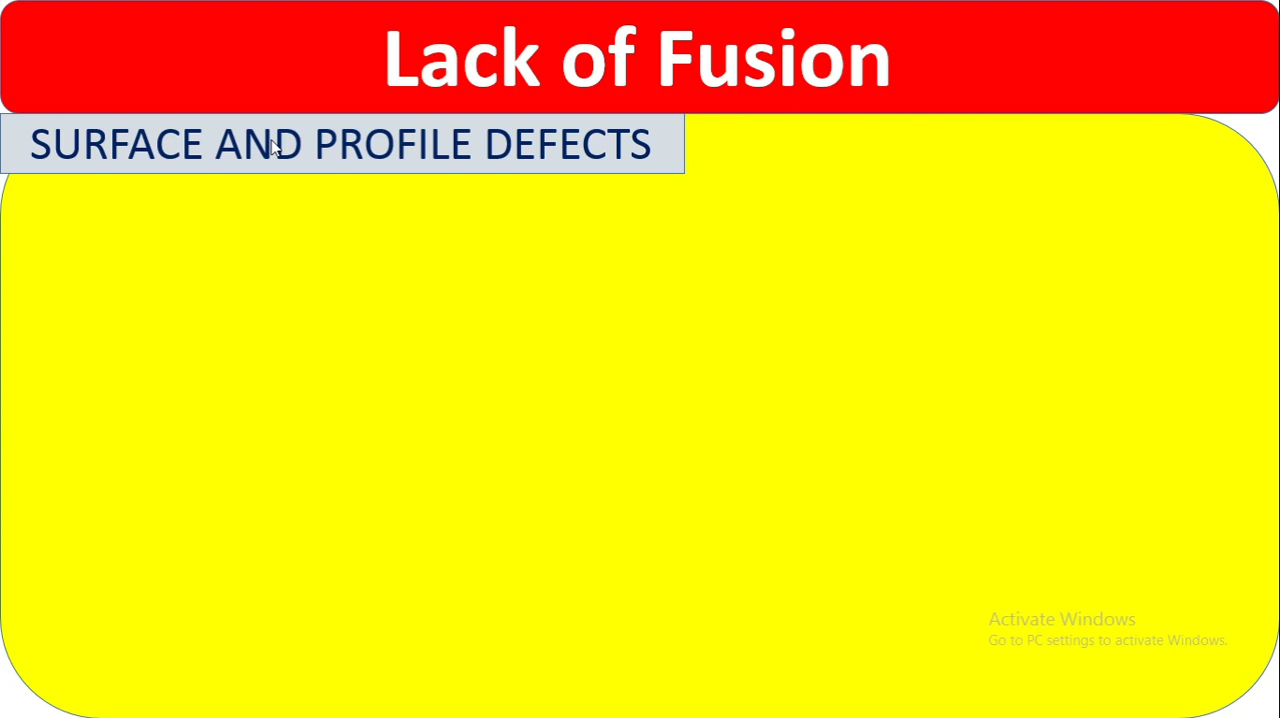 Lack of Fusion
SURFACE AND PROFILE DEFECTS
Activate Windows
Go to PC settings to activate Windows.